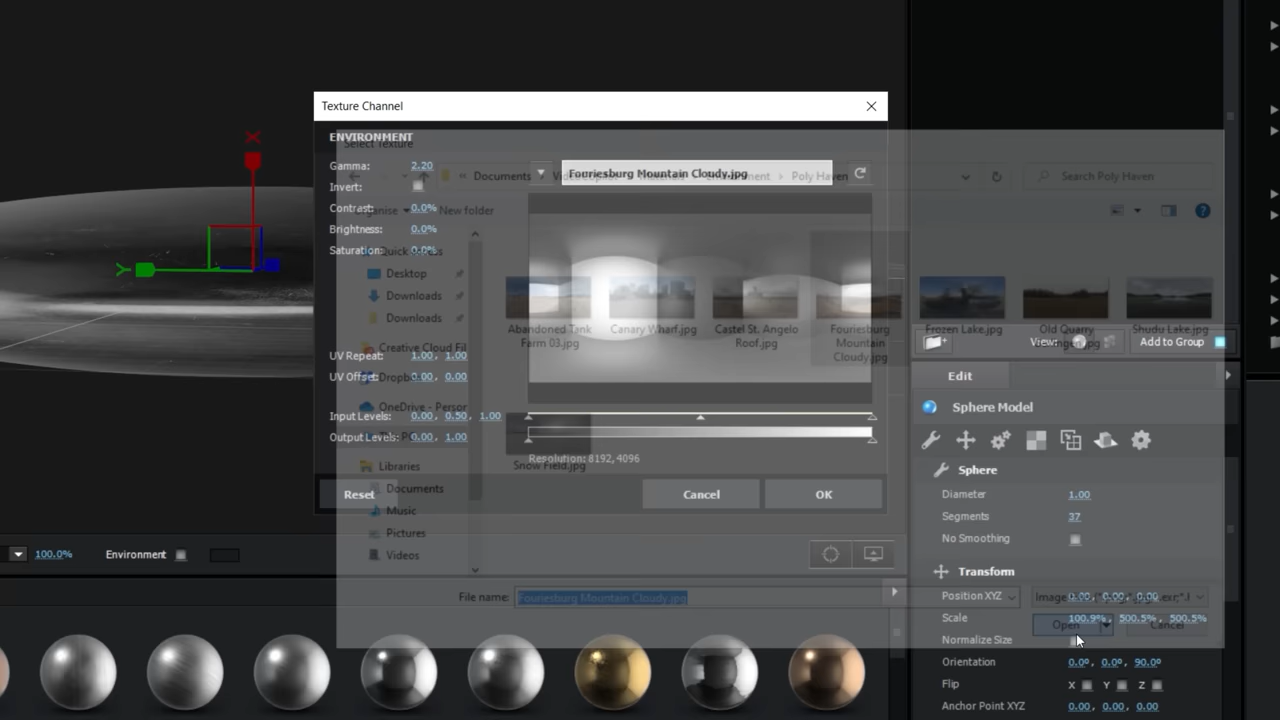 Texture Channel
ENVIRONMENT
Select Texture
Gamma: 2.20
Fouriesburg Mountain Cloudy.jpg
Documents
Poly Haven
Search Poly Haven
Invert:
Contrast: 0.0%
Organise
New folder
Brightness: 0.0%
Saturation: 0.0%
Desktop
Downloads
Downloads
Abandoned Tank Farm 03.jpg
Canary Wharf.jpg
Castel St. Angelo Roof.jpg
Fouriesburg Mountain Cloudy.jpg
Frozen Lake.jpg
Old Quarry
Shudu Lake.jpg
View:
Add to Group
Creative Cloud Fil
UV Repeat: 1.00, 1.00
UV Offset: 0.00, 0.00
OneDrive - Person
Input Levels: 0.00, 0.50, 1.00
Output Levels: 0.00, 1.00
Resolution: 8192,4096
Snow Field.jpg
Libraries
Documents
Music
Pictures
Videos
Reset
Cancel
OK
Edit
Sphere Model
Sphere
Diameter 1.00
Segments 37
No Smoothing
Transform
Position XYZ 0.00, 0.00, 0.00
Scale 100.9%, 500.5%, 500.5%
Normalize Size
Orientation 0.0º, 0.0º, 90.0º
Flip X Y Z
Anchor Point XYZ 0.00, 0.00, 0.00
100.0%
Environment
File name: Fouriesburg Mountain Cloudy.jpg
Open
Cancel
X
Y